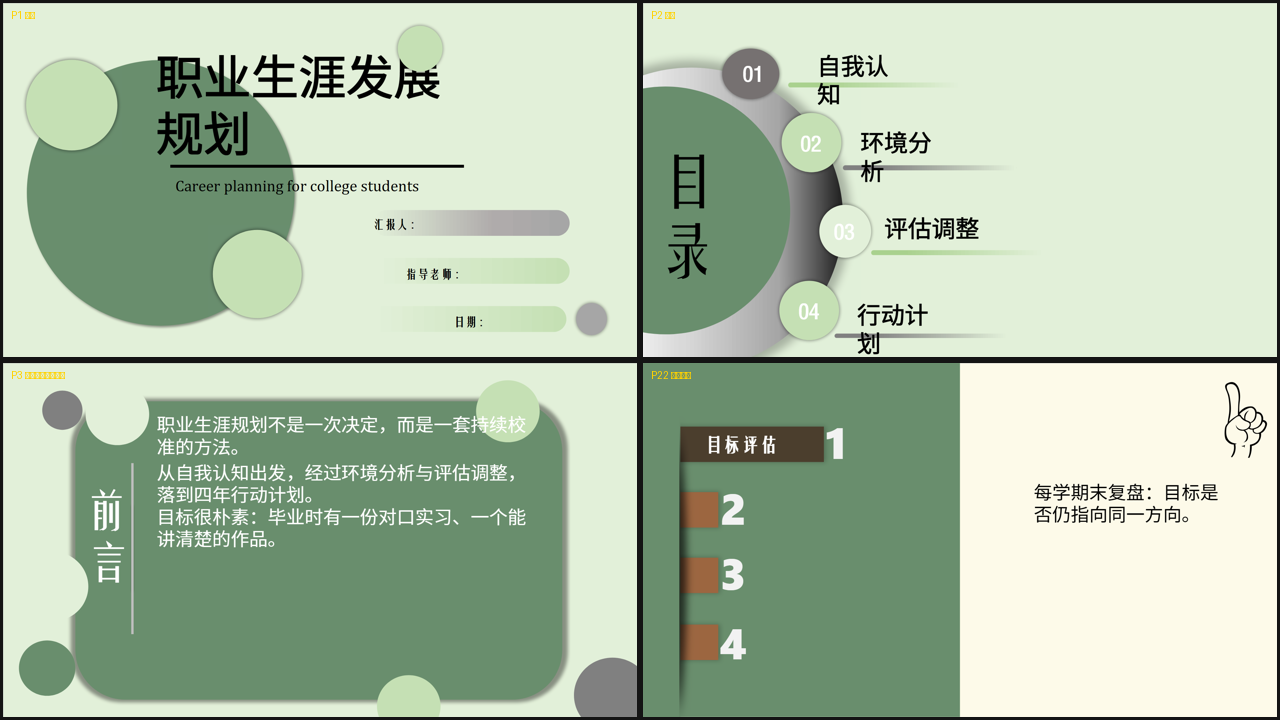 P1
职业生涯发展
规划
Career planning for college students
汇报人：
指导老师：
日期：
P2
目录
01
自我认
知
02
环境分
析
03
评估调整
04
行动计
划
P3
前言
职业生涯规划不是一次决定，而是一套持续校
准的方法。
从自我认知出发，经过环境分析与评估调整，
落到四年行动计划。
目标很朴素：毕业时有一份对口实习、一个能
讲清楚的作品。
P22
目标评估
1
2
3
4
每学期末复盘：目标是
否仍指向同一方向。